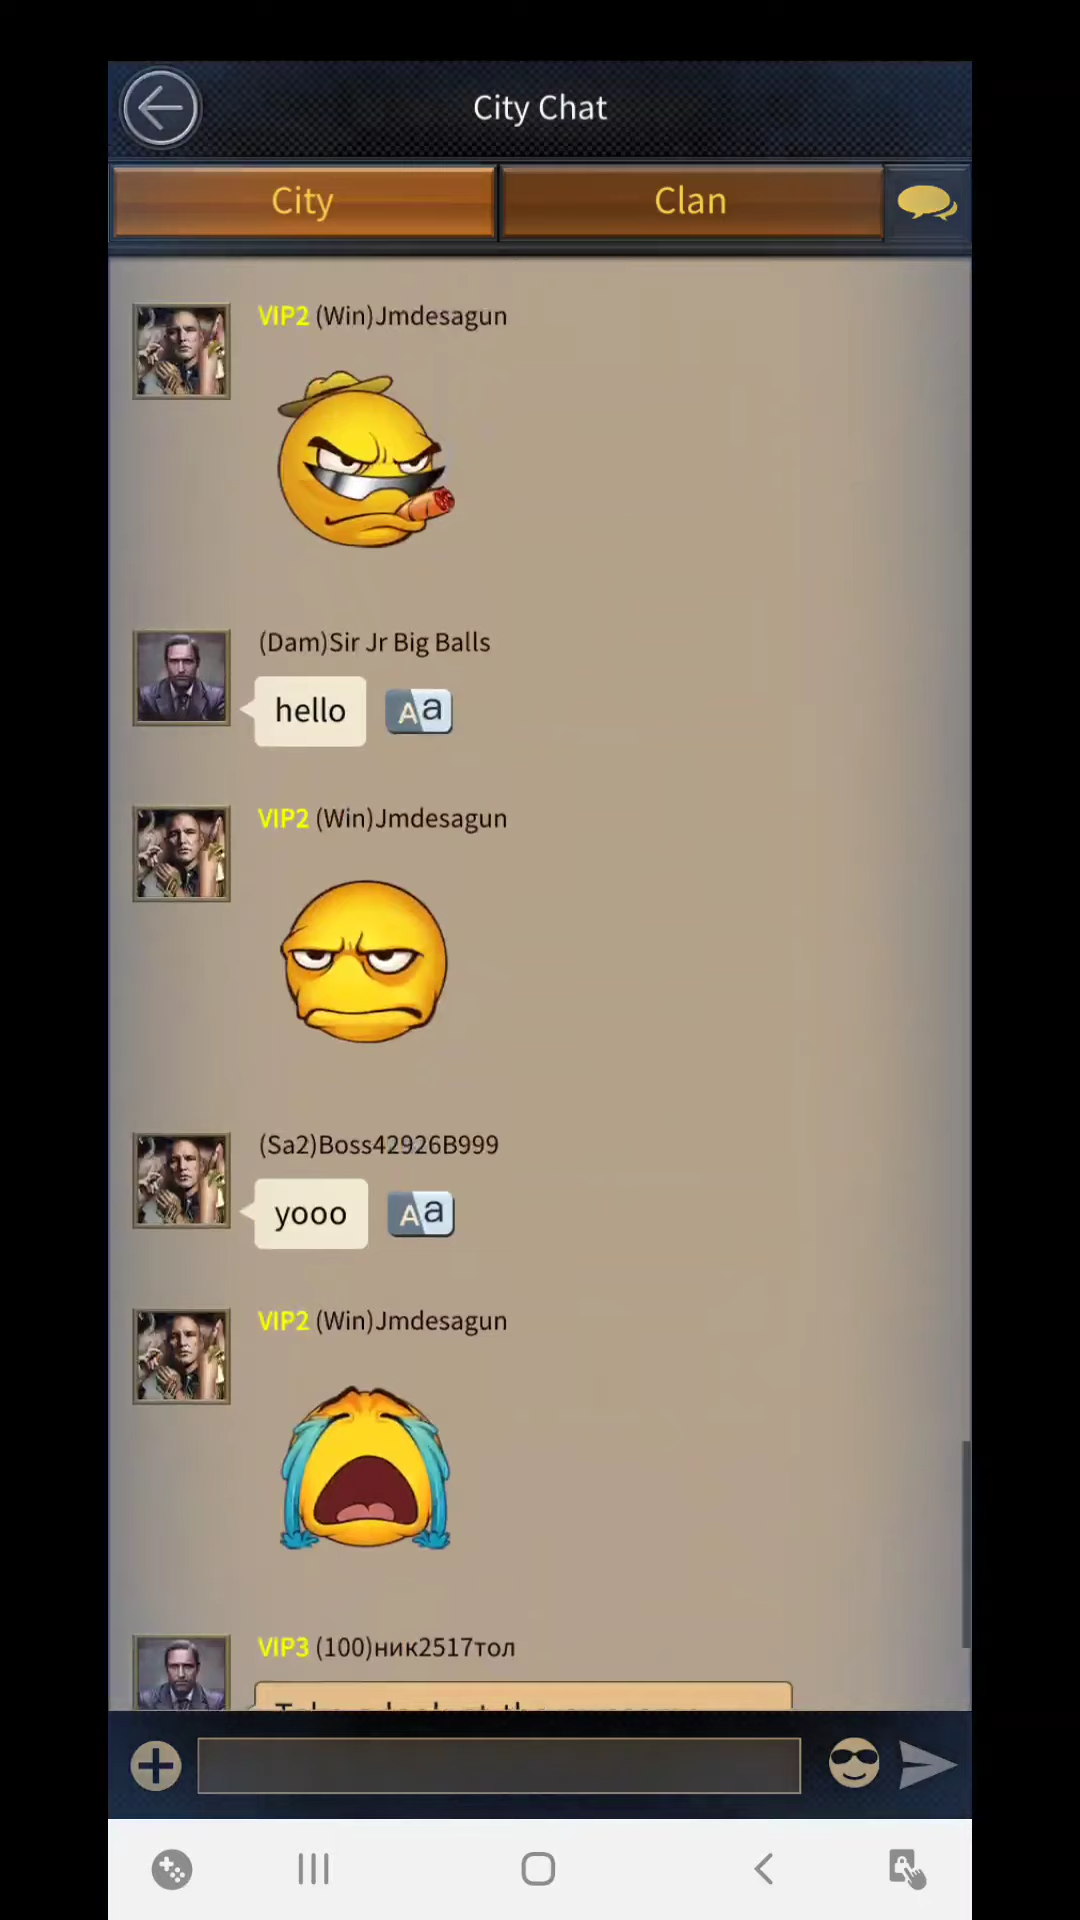 City Chat
City
Clan
VIP2 (Win)Jmdesagun
(Dam)Sir Jr Big Balls
hello
Aa
VIP2 (Win)Jmdesagun
(Sa2)Boss42926B999
yooo
Aa
VIP2 (Win)Jmdesagun
VIP3 (100)ник2517тол